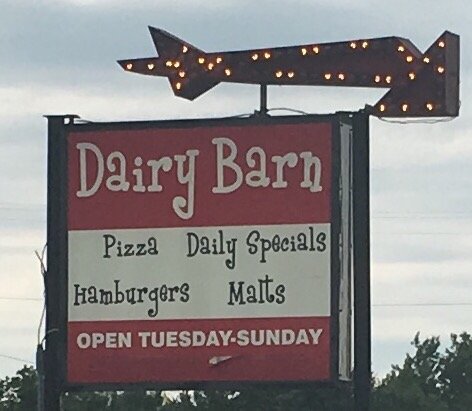 Dairy Barn
Pizza Daily Specials
Hamburgers Malts
OPEN TUESDAY-SUNDAY